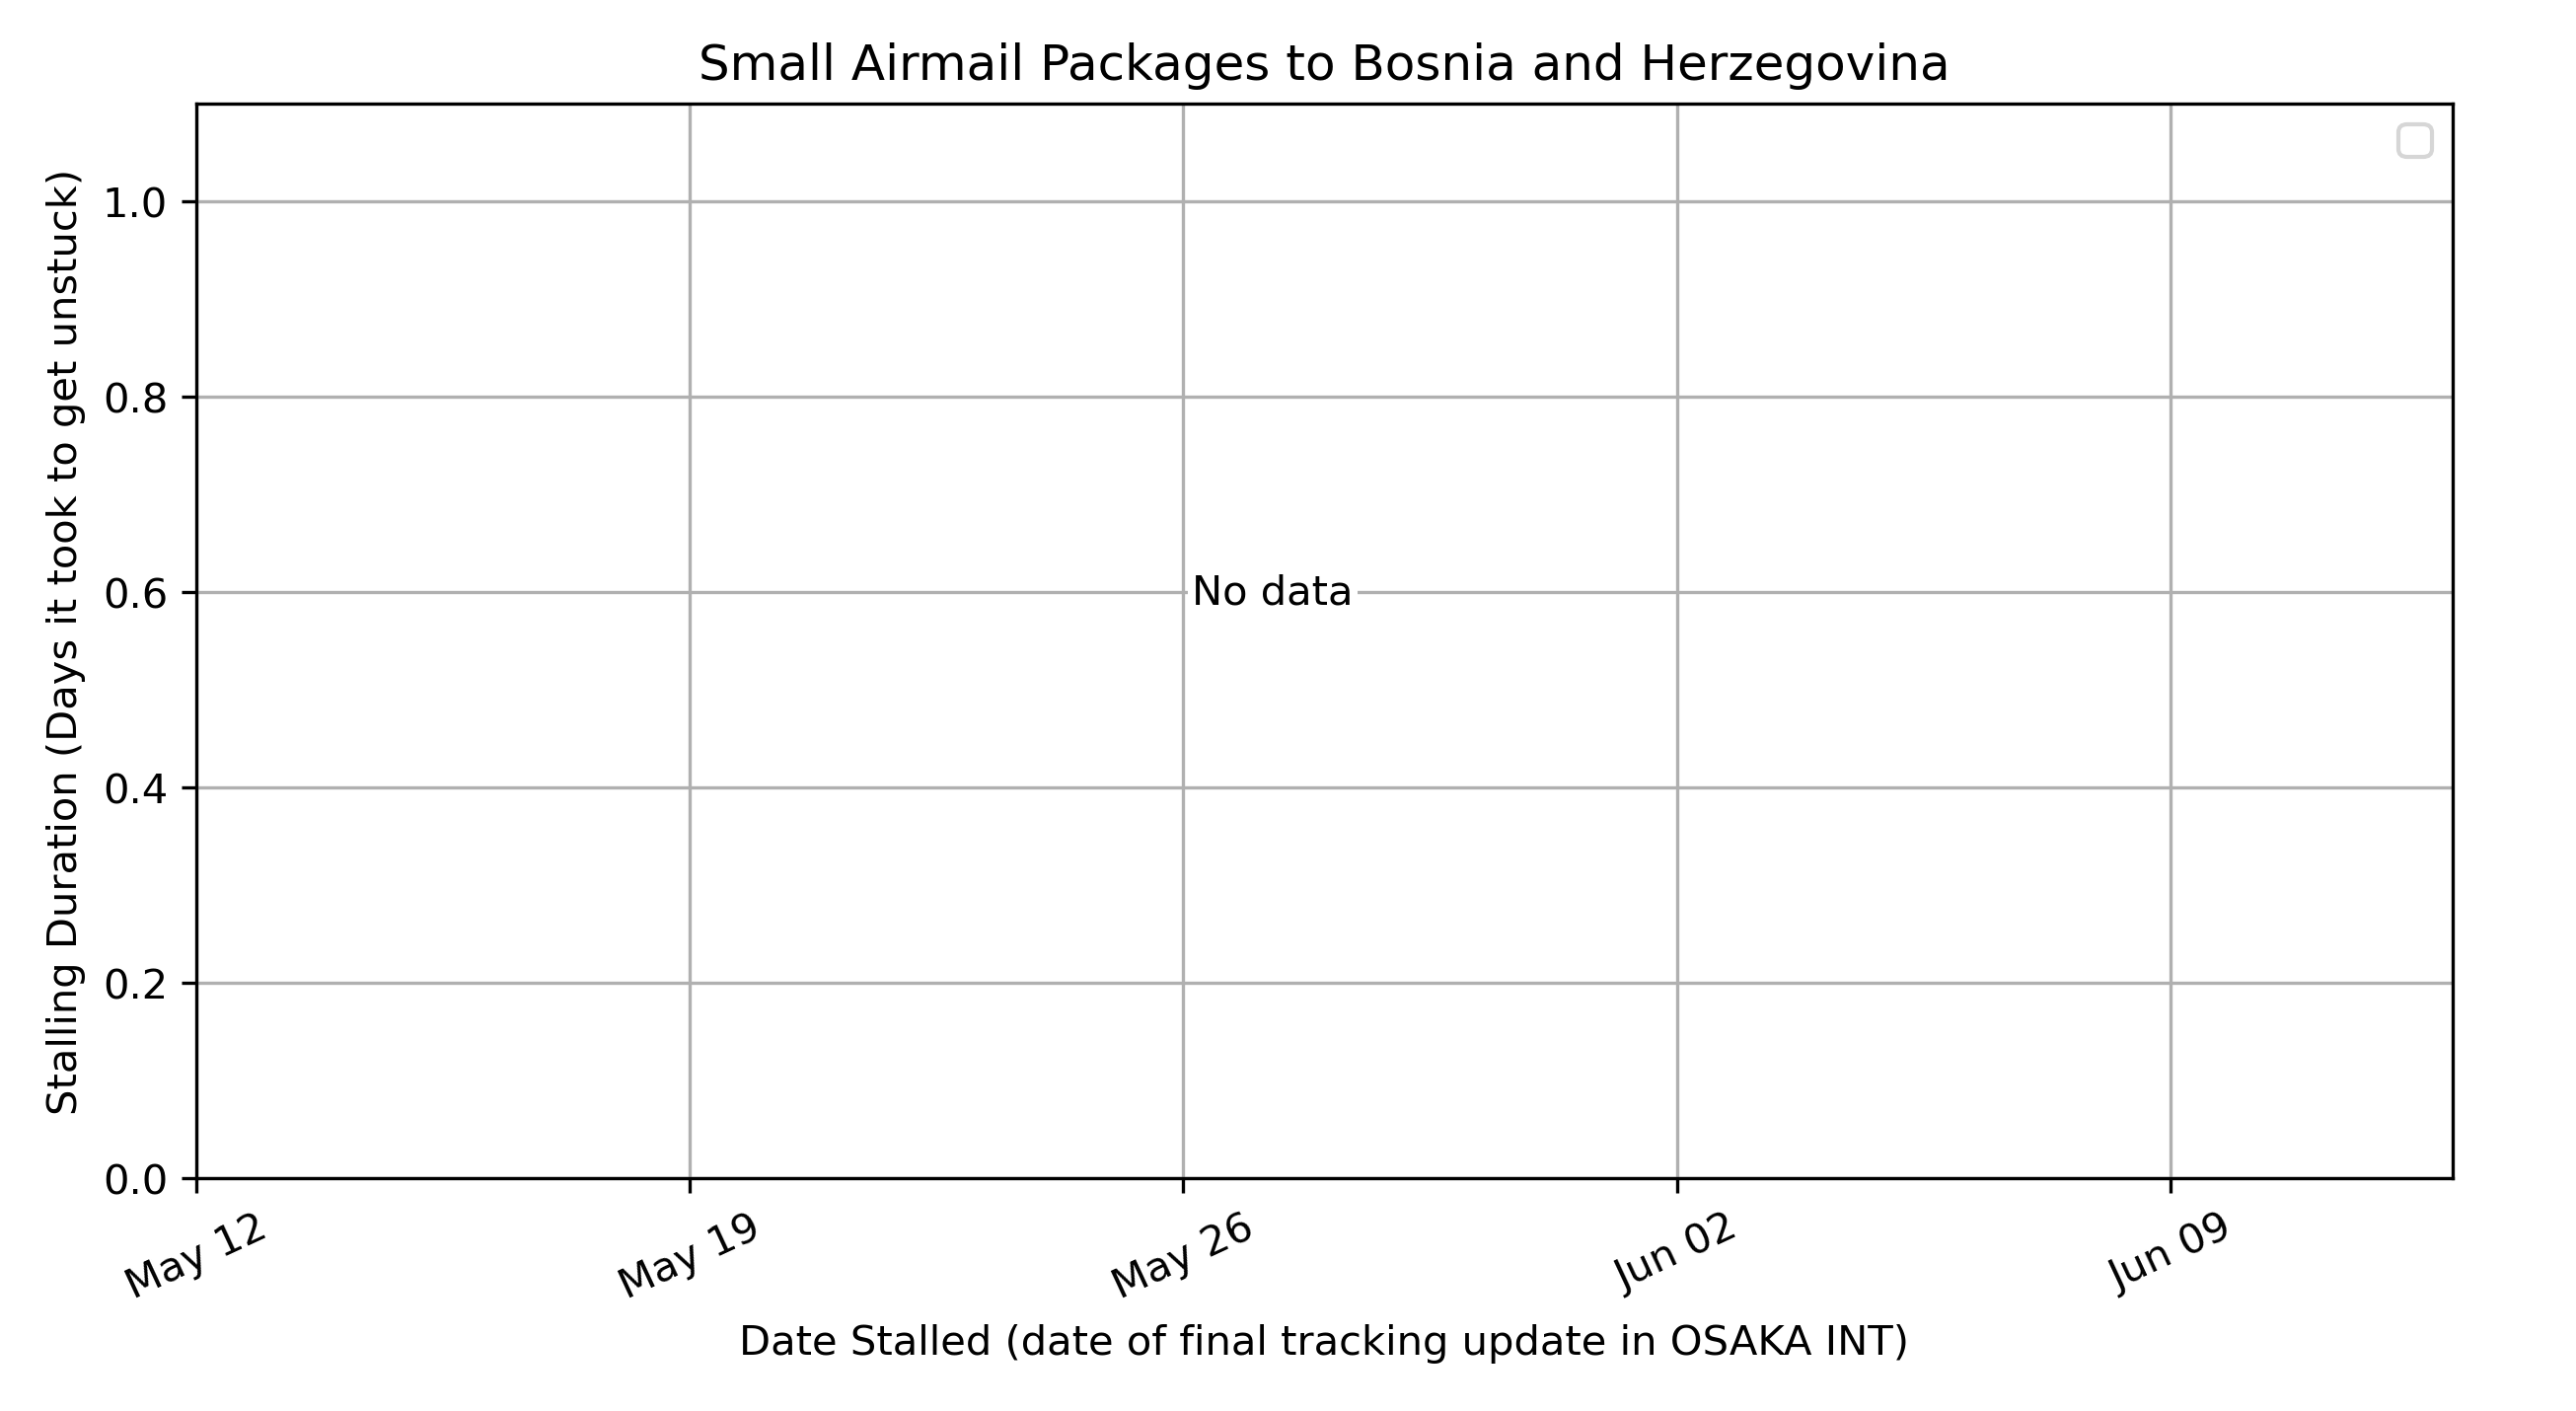 Small Airmail Packages to Bosnia and Herzegovina
Stalling Duration (Days it took to get unstuck)
1.0
0.8
0.6
0.4
0.2
0.0
No data
May 12
May 19
May 26
Jun 02
Jun 09
Date Stalled (date of final tracking update in OSAKA INT)